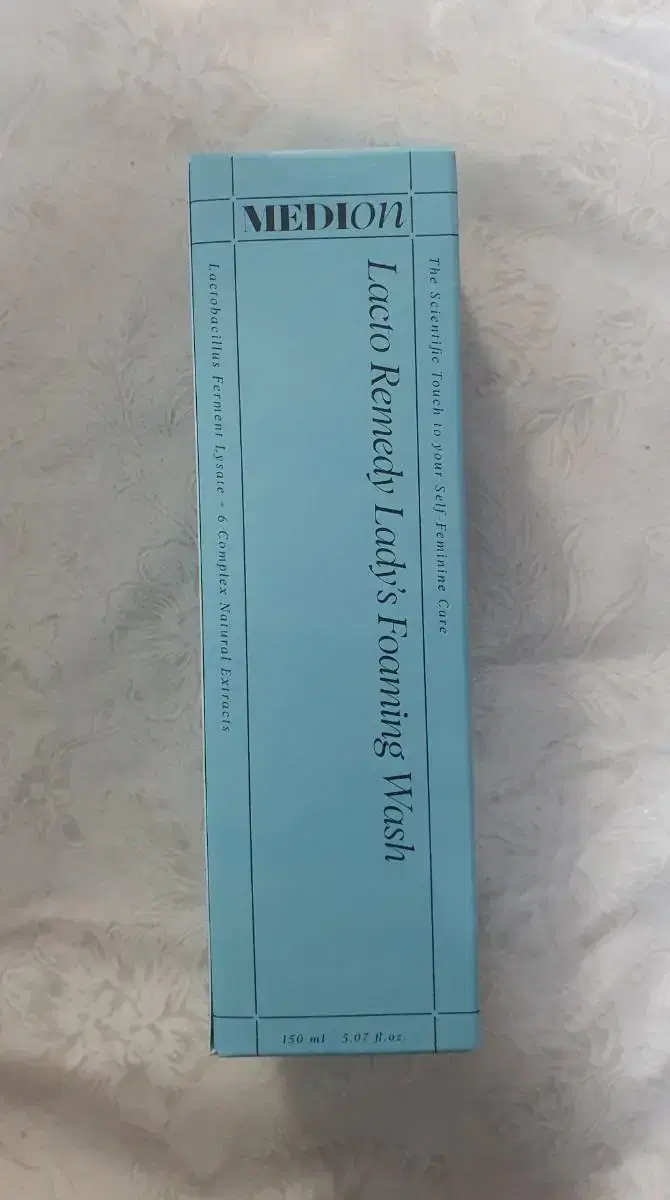 MEDION
The Scientific Touch to your Self Feminine Care
Lacto Remedy Lady's Foaming Wash
Lactobacillus Ferment Lysate + 6 Complex Natural Extracts
150 ml 5.07 fl.oz.